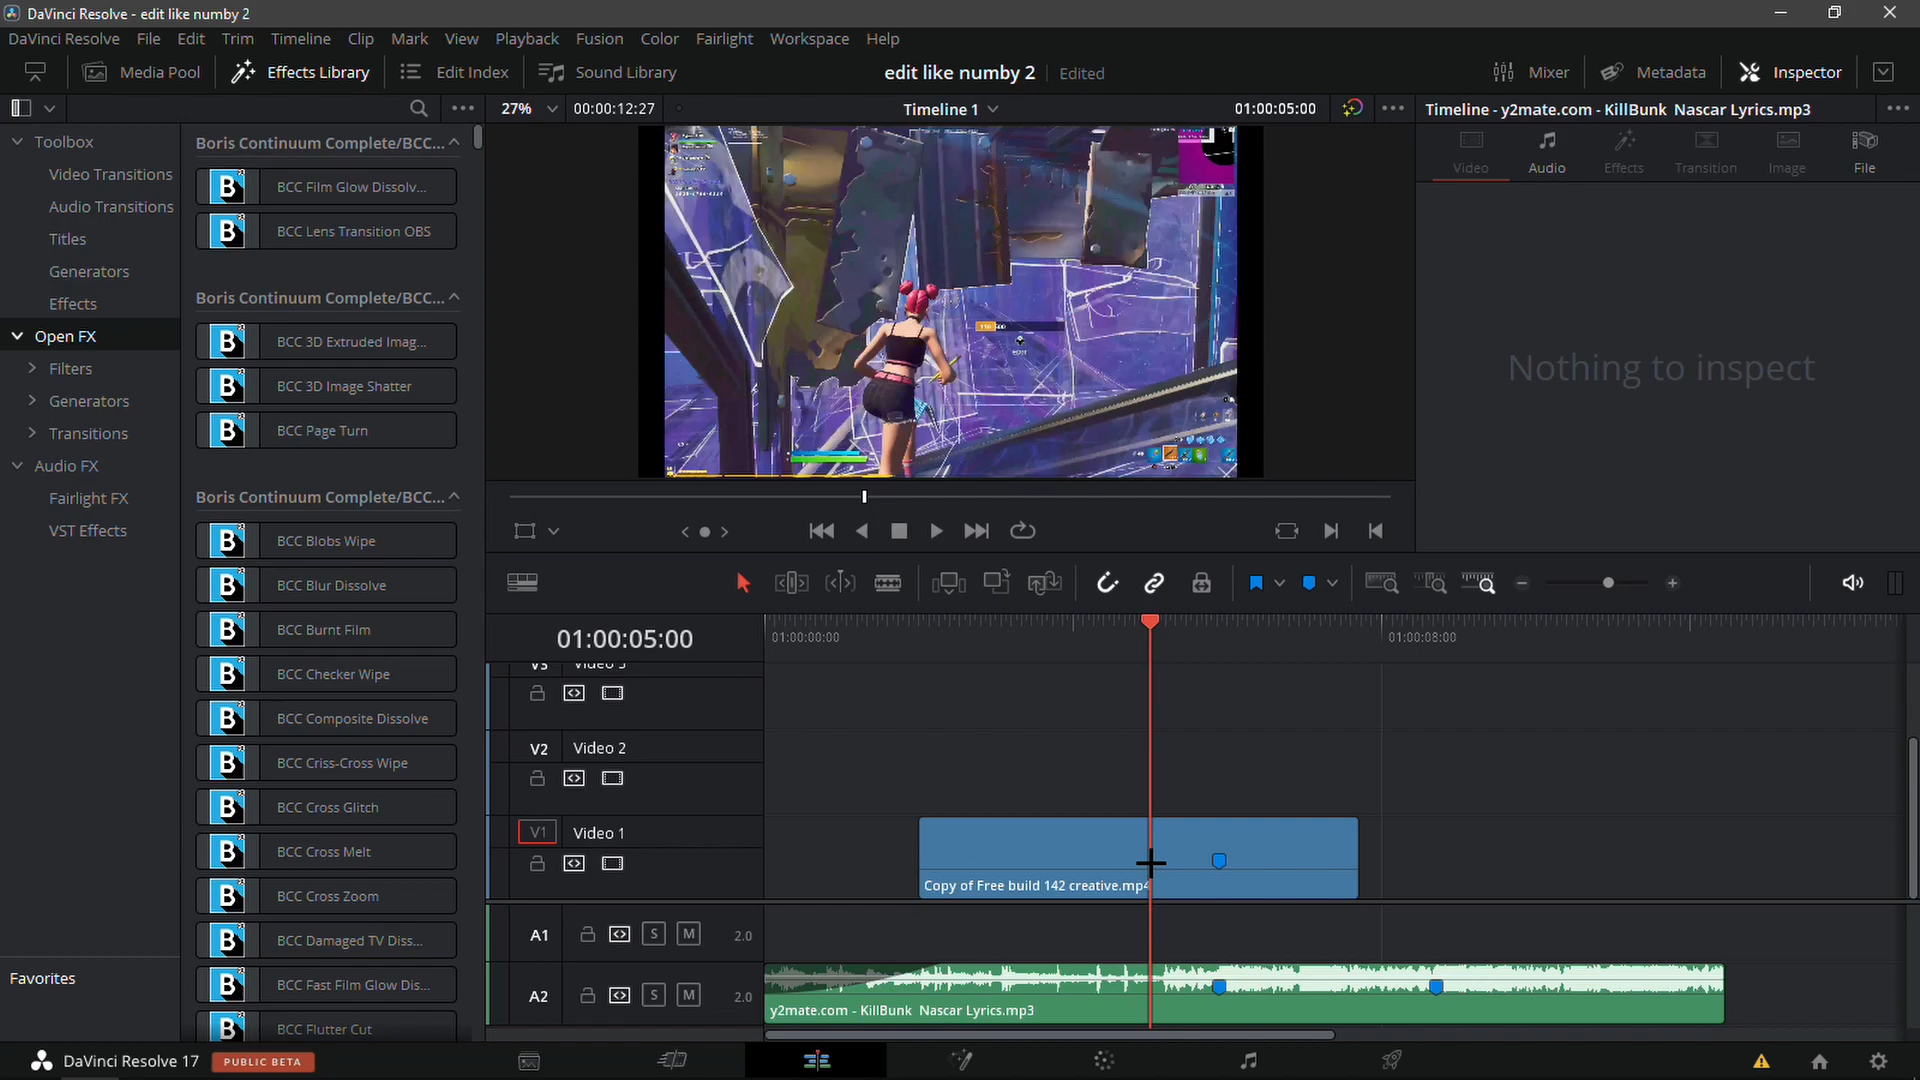 DaVinci Resolve - edit like numby 2
DaVinci Resolve File Edit Trim Timeline Clip Mark View Playback Fusion Color Fairlight Workspace Help
Media Pool Effects Library Edit Index Sound Library edit like numby 2 Edited Mixer Metadata Inspector
27% 00:00:12:27 Timeline 1 01:00:05:00 Timeline - y2mate.com - KillBunk Nascar Lyrics.mp3
Toolbox
Video Transitions
Audio Transitions
Titles
Generators
Effects
Open FX
Filters
Generators
Transitions
Audio FX
Fairlight FX
VST Effects
Favorites
Boris Continuum Complete/BCC...
BCC Film Glow Dissolv...
BCC Lens Transition OBS
Boris Continuum Complete/BCC...
BCC 3D Extruded Imag...
BCC 3D Image Shatter
BCC Page Turn
Boris Continuum Complete/BCC...
BCC Blobs Wipe
BCC Blur Dissolve
BCC Burnt Film
BCC Checker Wipe
BCC Composite Dissolve
BCC Criss-Cross Wipe
BCC Cross Glitch
BCC Cross Melt
BCC Cross Zoom
BCC Damaged TV Diss...
BCC Fast Film Glow Dis...
BCC Flutter Cut
Video Audio Effects Transition Image File
Nothing to inspect
01:00:05:00
01:00:00:00 01:00:08:00
V3 Video 3
V2 Video 2
V1 Video 1
Copy of Free build 142 creative.mp4
A1 S M 2.0
A2 S M 2.0
y2mate.com - KillBunk Nascar Lyrics.mp3
DaVinci Resolve 17 PUBLIC BETA